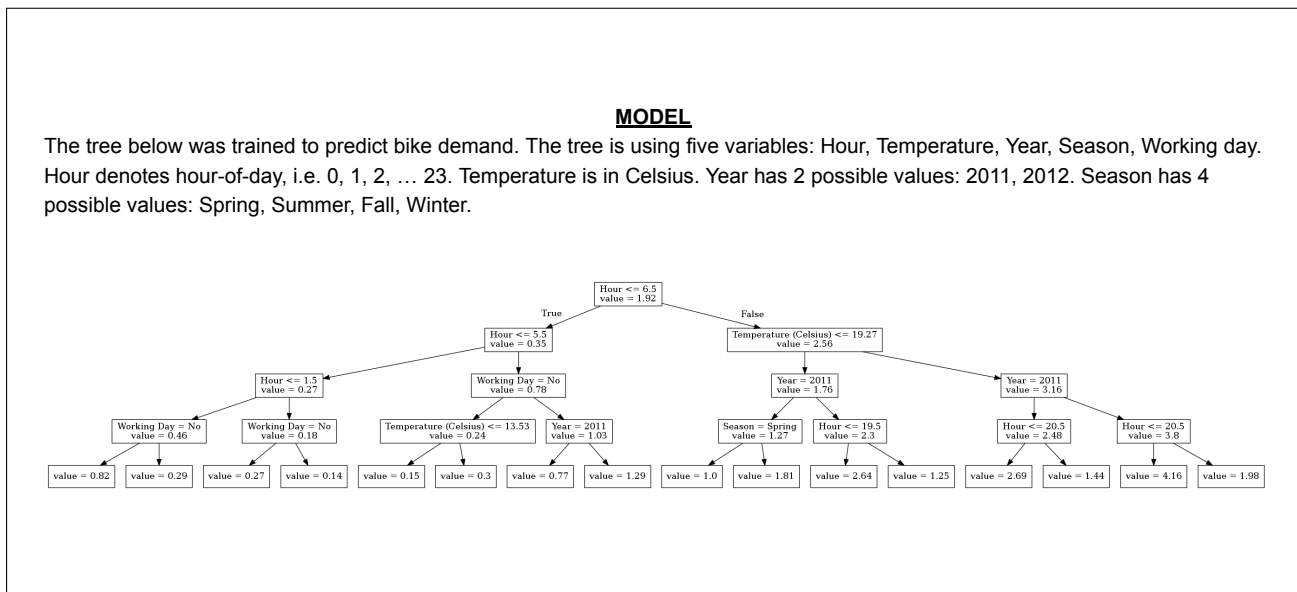 MODEL
The tree below was trained to predict bike demand. The tree is using five variables: Hour, Temperature, Year, Season, Working day.
Hour denotes hour-of-day, i.e. 0, 1, 2, … 23. Temperature is in Celsius. Year has 2 possible values: 2011, 2012. Season has 4
possible values: Spring, Summer, Fall, Winter.
Hour <= 6.5
value = 1.92
True
False
Hour <= 5.5
value = 0.35
Temperature (Celsius) <= 19.27
value = 2.56
Hour <= 1.5
value = 0.27
Working Day = No
value = 0.78
Year = 2011
value = 1.76
Year = 2011
value = 3.16
Working Day = No
value = 0.46
Working Day = No
value = 0.18
Temperature (Celsius) <= 13.53
value = 0.24
Year = 2011
value = 1.03
Season = Spring
value = 1.27
Hour <= 19.5
value = 2.3
Hour <= 20.5
value = 2.48
Hour <= 20.5
value = 3.8
value = 0.82
value = 0.29
value = 0.27
value = 0.14
value = 0.15
value = 0.3
value = 0.77
value = 1.29
value = 1.0
value = 1.81
value = 2.64
value = 1.25
value = 2.69
value = 1.44
value = 4.16
value = 1.98